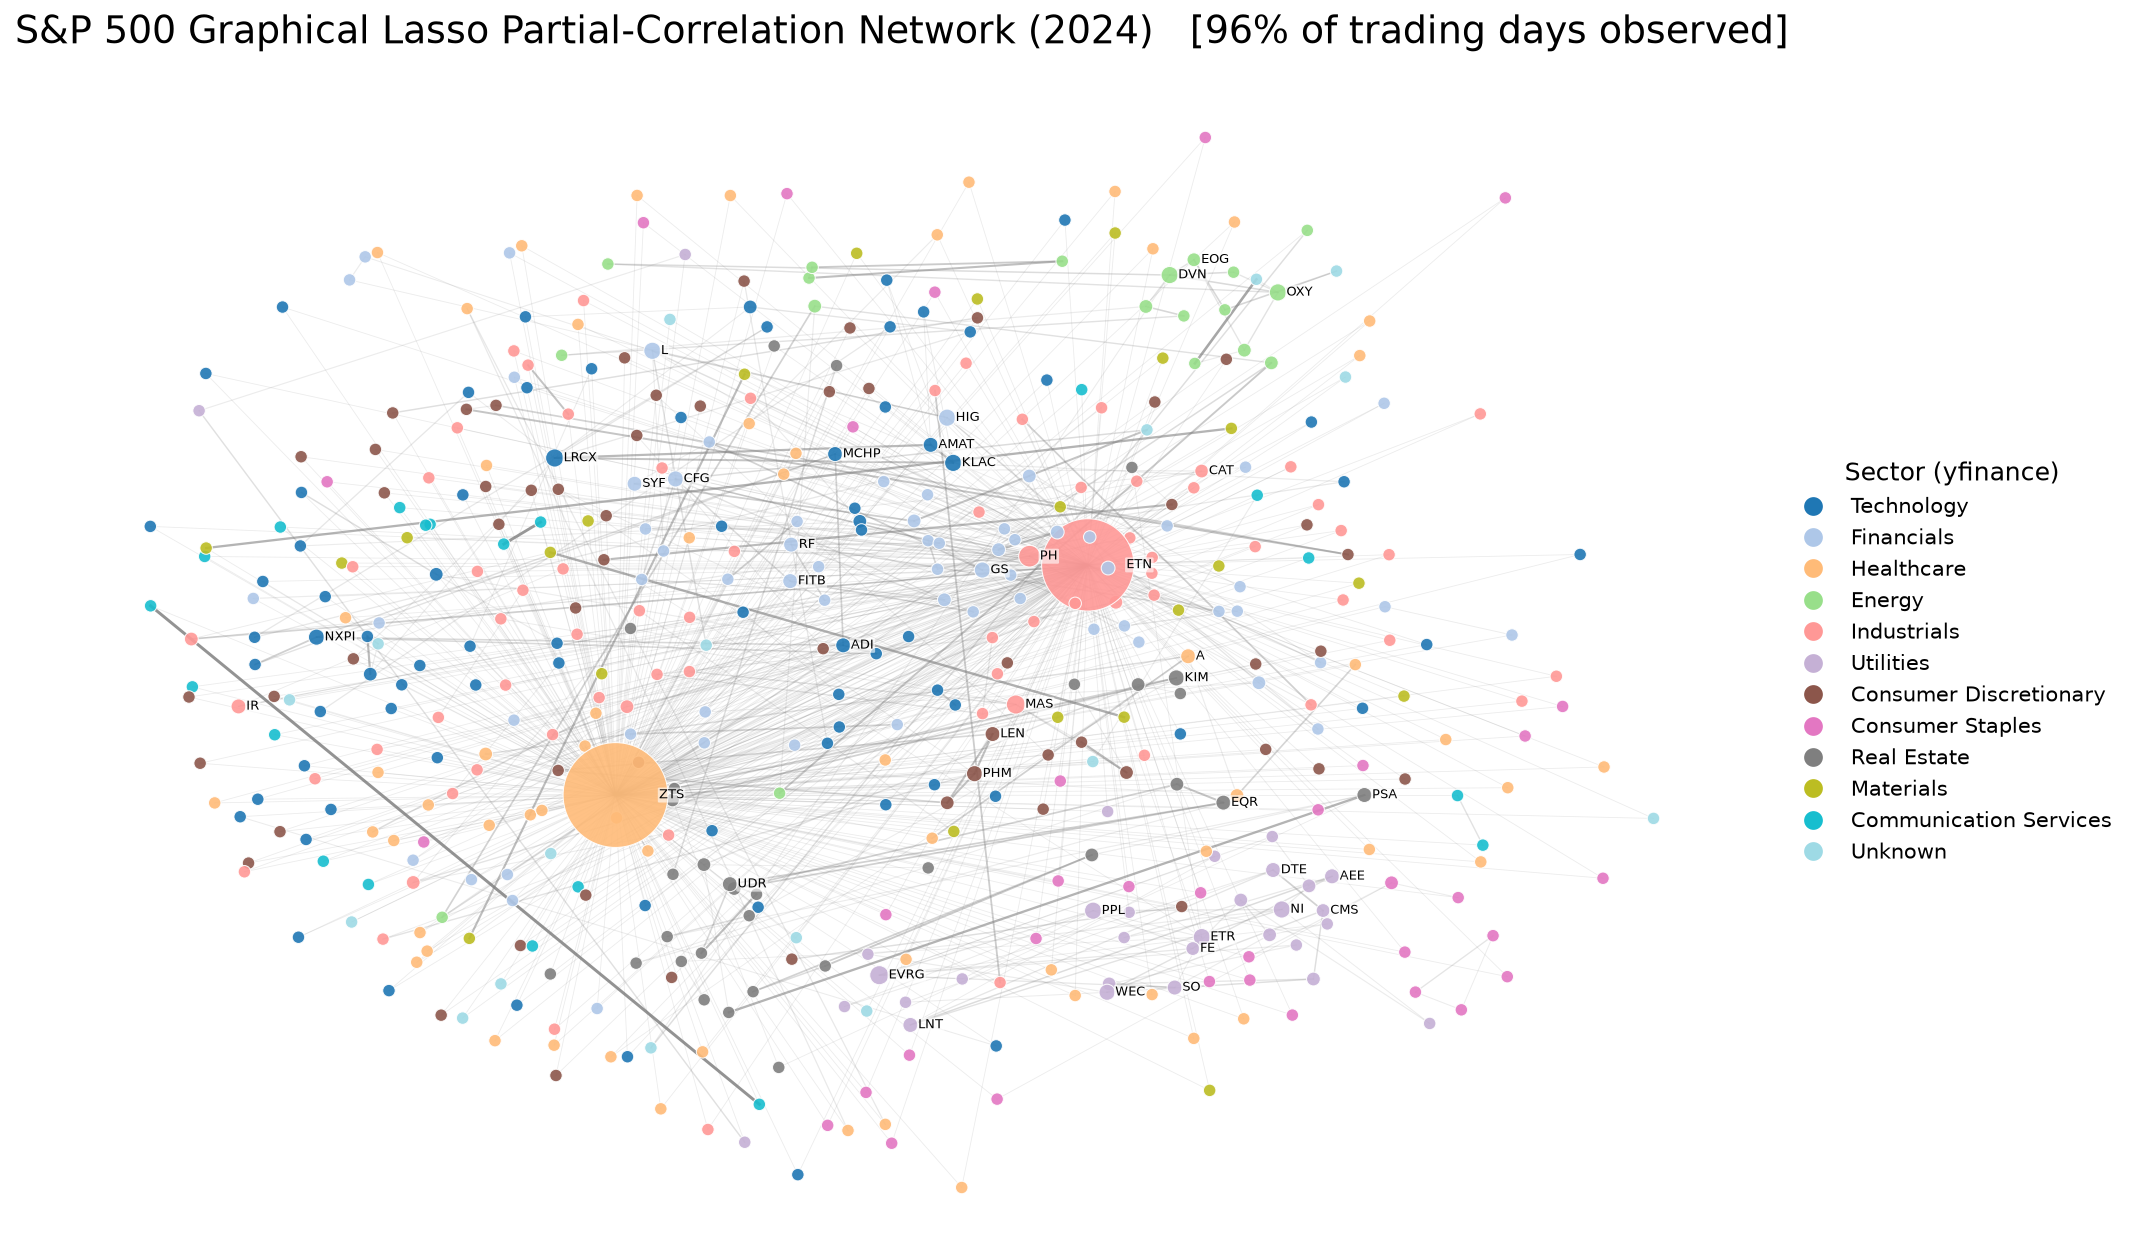 S&P 500 Graphical Lasso Partial-Correlation Network (2024)   [96% of trading days observed]
EOG
DVN
OXY
L
HIG
AMAT
MCHP
LRCX
KLAC
CAT
SYF
CFG
RF
PH
ETN
GS
FITB
NXPI
ADI
A
KIM
IR
MAS
LEN
PHM
ZTS
EQR
PSA
UDR
DTE
AEE
PPL
NI
CMS
ETR
FE
EVRG
WEC
SO
LNT
Sector (yfinance)
Technology
Financials
Healthcare
Energy
Industrials
Utilities
Consumer Discretionary
Consumer Staples
Real Estate
Materials
Communication Services
Unknown